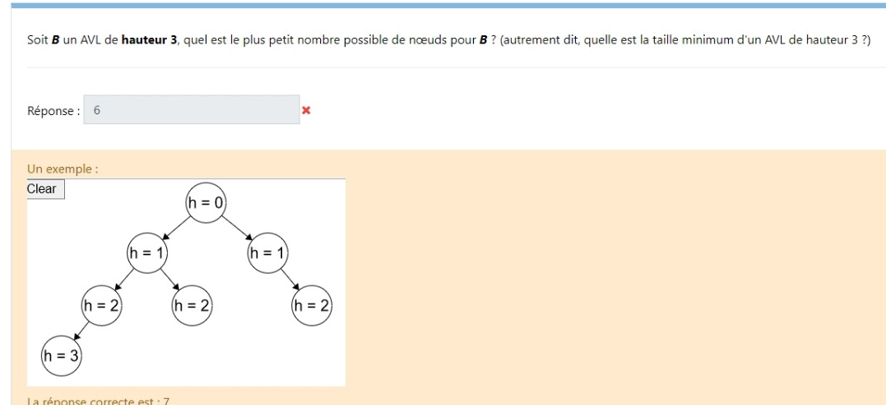 Soit B un AVL de hauteur 3, quel est le plus petit nombre possible de nœuds pour B ? (autrement dit, quelle est la taille minimum d'un AVL de hauteur 3 ?)
Réponse : 6
Un exemple :
Clear
h = 0
h = 1 h = 1
h = 2 h = 2 h = 2
h = 3
La réponse correcte est : 7